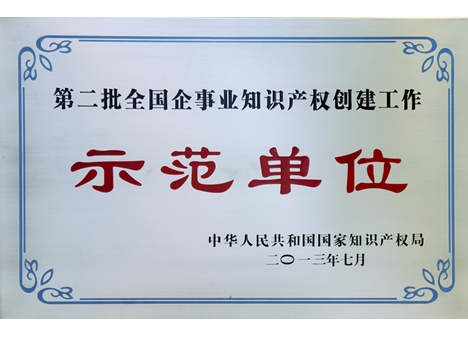 第二批全国企事业知识产权创建工作
示范单位
中华人民共和国国家知识产权局
二〇一三年七月